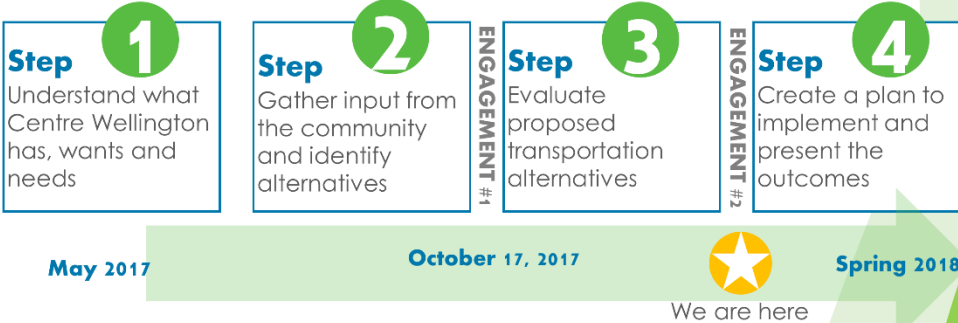 Step 1
Understand what
Centre Wellington
has, wants and
needs
Step 2
Gather input from
the community
and identify
alternatives
ENGAGEMENT #1
Step 3
Evaluate
proposed
transportation
alternatives
ENGAGEMENT #2
Step 4
Create a plan to
implement and
present the
outcomes
May 2017
October 17, 2017
Spring 2018
We are here